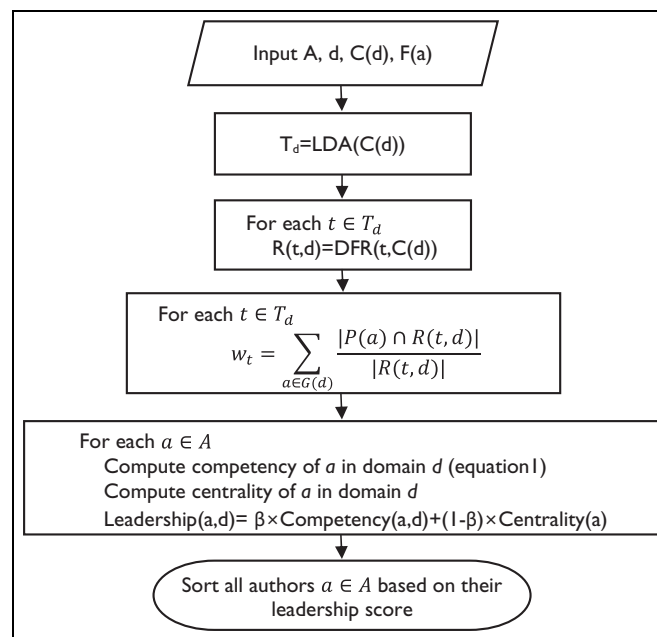 Input A, d, C(d), F(a)
T_d=LDA(C(d))
For each t ∈ T_d
R(t,d)=DFR(t,C(d))
For each t ∈ T_d
w_t = ∑_{a∈G(d)} |P(a) ∩ R(t, d)| / |R(t, d)|
For each a ∈ A
Compute competency of a in domain d (equation1)
Compute centrality of a in domain d
Leadership(a,d)= β×Competency(a,d)+(1-β)×Centrality(a)
Sort all authors a ∈ A based on their
leadership score